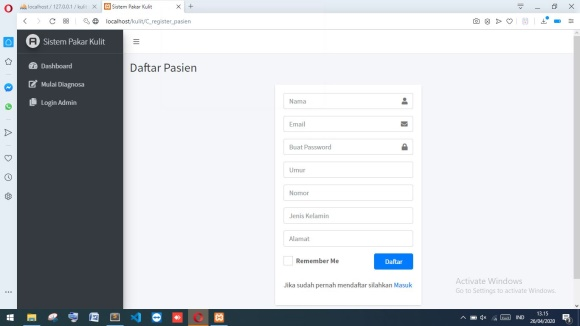 localhost / 127.0.0.1 / kulit
Sistem Pakar Kulit
localhost/kulit/C_register_pasien
Sistem Pakar Kulit
Dashboard
Mulai Diagnosa
Login Admin
Daftar Pasien
Nama
Email
Buat Password
Umur
Nomor
Jenis Kelamin
Alamat
Remember Me
Daftar
Jika sudah pernah mendaftar silahkan Masuk
Activate Windows
Go to Settings to activate Windows.
IND
13.15
26/04/2020